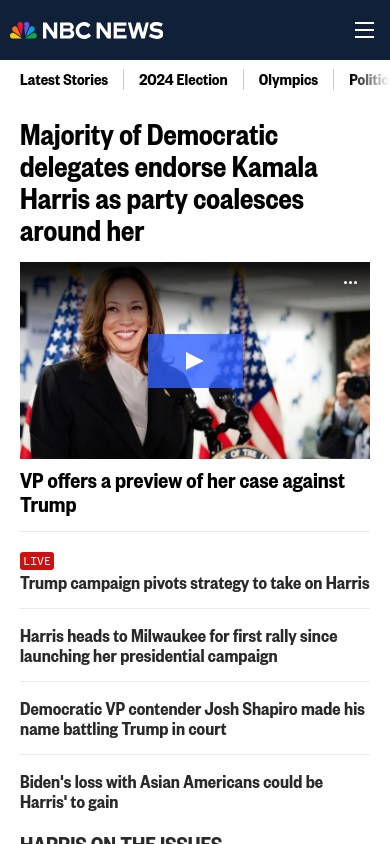 NBC NEWS
Latest Stories
2024 Election
Olympics
Majority of Democratic
delegates endorse Kamala
Harris as party coalesces
around her
VP offers a preview of her case against
Trump
LIVE
Trump campaign pivots strategy to take on Harris
Harris heads to Milwaukee for first rally since
launching her presidential campaign
Democratic VP contender Josh Shapiro made his
name battling Trump in court
Biden's loss with Asian Americans could be
Harris' to gain
HARRIS ON THE ISSUES